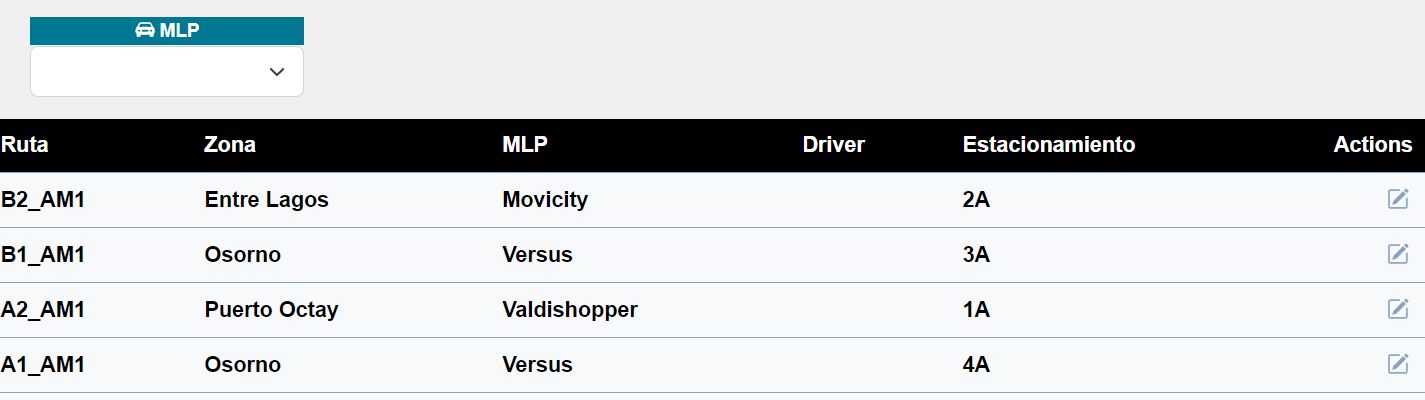 MLP
Ruta Zona MLP Driver Estacionamiento Actions
B2_AM1 Entre Lagos Movicity 2A
B1_AM1 Osorno Versus 3A
A2_AM1 Puerto Octay Valdishopper 1A
A1_AM1 Osorno Versus 4A